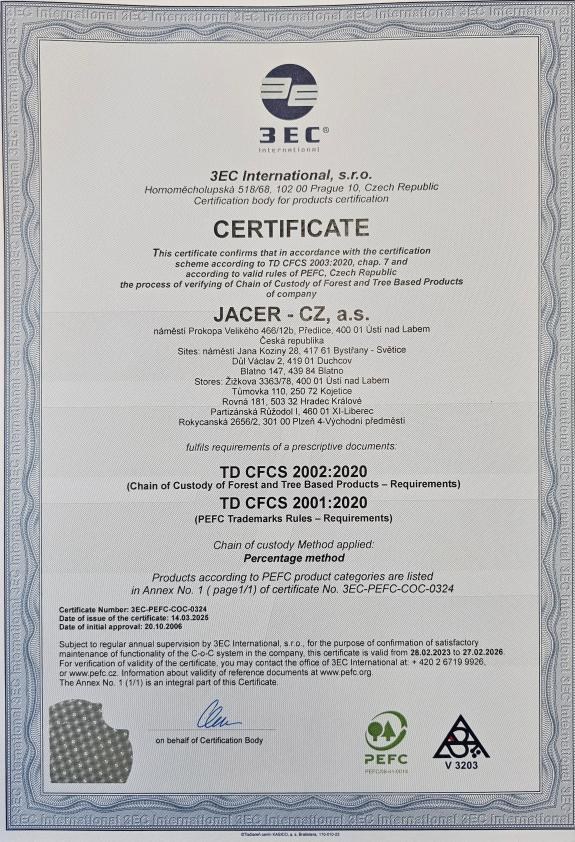 3EC International
3EC®
International
3EC International, s.r.o.
Hornoměcholupská 518/68, 102 00 Prague 10, Czech Republic
Certification body for products certification
CERTIFICATE
This certificate confirms that in accordance with the certification
scheme according to TD CFCS 2003:2020, chap. 7 and
according to valid rules of PEFC, Czech Republic
the process of verifying of Chain of Custody of Forest and Tree Based Products
of company
JACER - CZ, a.s.
náměstí Prokopa Velikého 466/12b, Předlice, 400 01 Ústí nad Labem
Česká republika
Sites: náměstí Jana Koziny 28, 417 61 Bystřany - Světice
Důl Václav 2, 419 01 Duchcov
Blatno 147, 439 84 Blatno
Stores: Žižkova 3363/78, 400 01 Ústí nad Labem
Tůmovka 110, 250 72 Kojetice
Rovná 181, 503 32 Hradec Králové
Partizánská Růžodol I, 460 01 XI-Liberec
Rokycanská 2656/2, 301 00 Plzeň 4-Východní předměstí
fulfils requirements of a prescriptive documents:
TD CFCS 2002:2020
(Chain of Custody of Forest and Tree Based Products – Requirements)
TD CFCS 2001:2020
(PEFC Trademarks Rules – Requirements)
Chain of custody Method applied:
Percentage method
Products according to PEFC product categories are listed
in Annex No. 1 ( page1/1) of certificate No. 3EC-PEFC-COC-0324
Certificate Number: 3EC-PEFC-COC-0324
Date of issue of the certificate: 14.03.2025
Date of initial approval: 20.10.2006
Subject to regular annual supervision by 3EC International, s.r.o., for the purpose of confirmation of satisfactory
maintenance of functionality of the C-o-C system in the company, this certificate is valid from 28.02.2023 to 27.02.2026.
For verification of validity of the certificate, you may contact the office of 3EC International at: + 420 2 6719 9926,
or www.pefc.cz. Information about validity of reference documents at www.pefc.org.
The Annex No. 1 (1/1) is an integral part of this Certificate.
on behalf of Certification Body
PEFC
V 3203